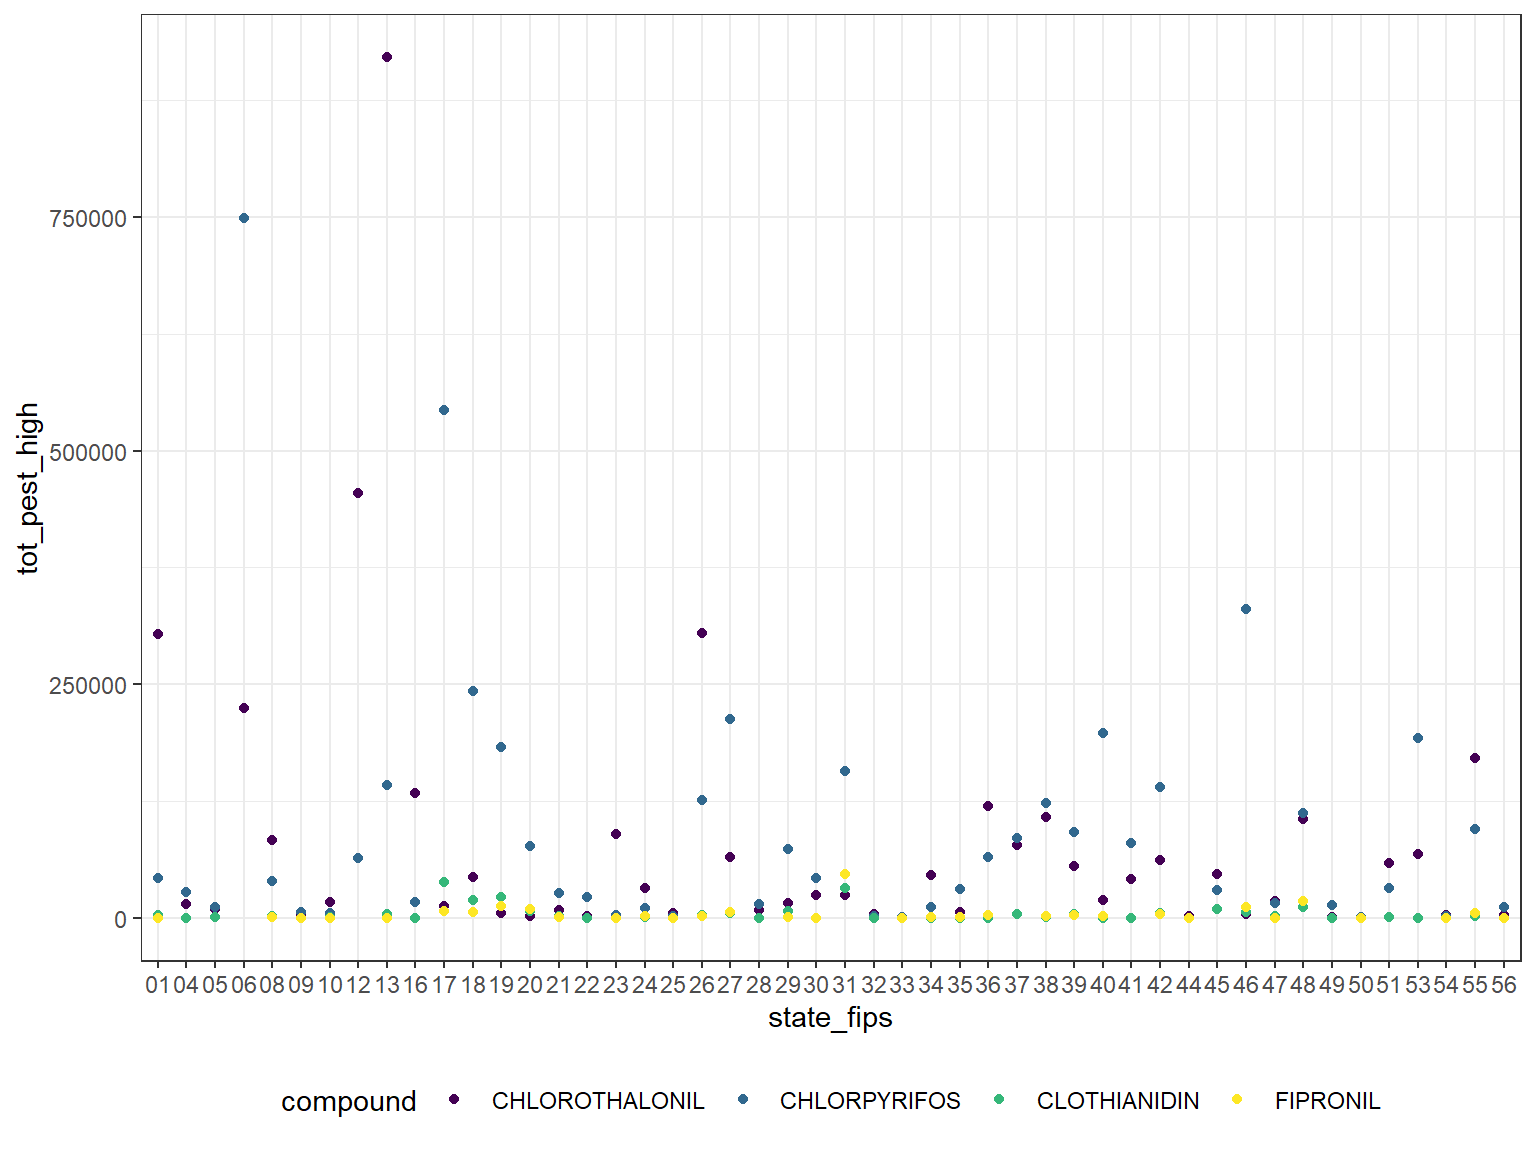 750000
500000
250000
0
tot_pest_high
01 04 05 06 08 09 10 12 13 16 17 18 19 20 21 22 23 24 25 26 27 28 29 30 31 32 33 34 35 36 37 38 39 40 41 42 44 45 46 47 48 49 50 51 53 54 55 56
state_fips
compound CHLOROTHALONIL CHLORPYRIFOS CLOTHIANIDIN FIPRONIL